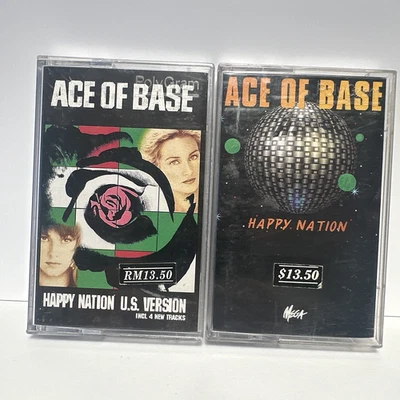 PolyGram
ACE OF BASE
RM13.50
HAPPY NATION U.S. VERSION
INCL 4 NEW TRACKS
ACE OF BASE
HAPPY NATION
$13.50
MEGA